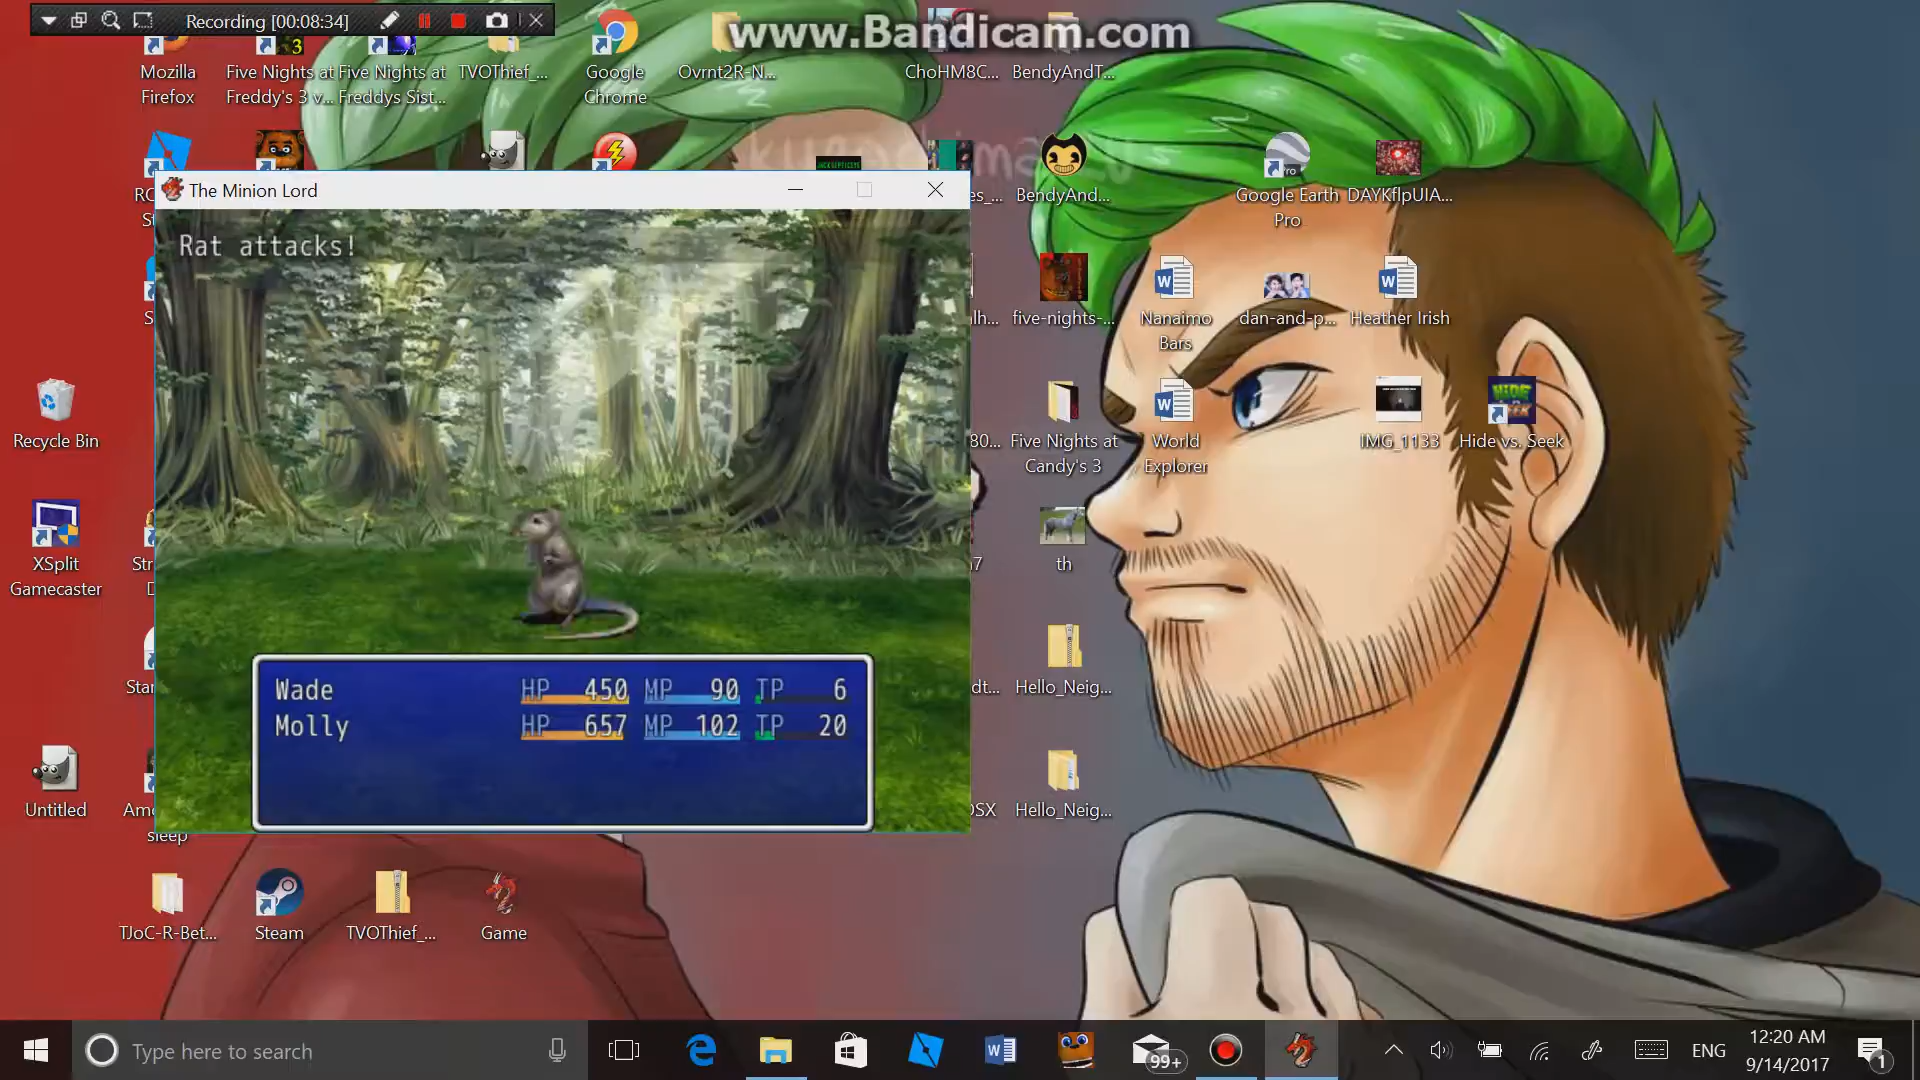 Recording [00:08:34]
www.Bandicam.com
Mozilla
Firefox
Five Nights at
Freddy's 3 v...
Five Nights at
Freddys Sist...
TVOThief_...
Google
Chrome
Ovrnt2R-N...
ChoHM8C...
BendyAndT...
The Minion Lord
Rat attacks!
BendyAnd...
Google Earth
Pro
DAYKflpUIA...
five-nights-...
Nanaimo
Bars
dan-and-p...
Heather Irish
Recycle Bin
Five Nights at
Candy's 3
World
Explorer
IMG_1133
Hide vs. Seek
XSplit
Gamecaster
th
Wade HP 450 MP 90 TP 6
Molly HP 657 MP 102 TP 20
Hello_Neig...
Untitled
sleep
Hello_Neig...
TJoC-R-Bet...
Steam
TVOThief_...
Game
Type here to search
99+
ENG
12:20 AM
9/14/2017
1